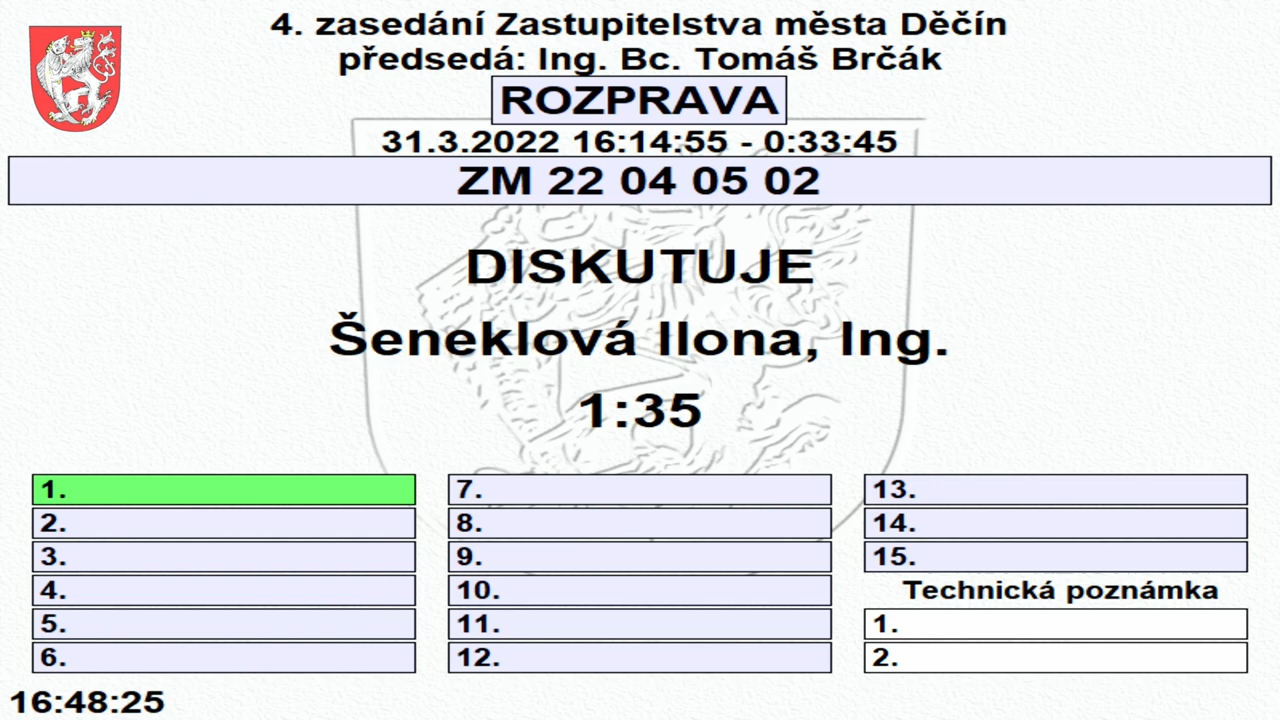 4. zasedání Zastupitelstva města Děčín
předsedá: Ing. Bc. Tomáš Brčák
ROZPRAVA
31.3.2022 16:14:55 - 0:33:45
ZM 22 04 05 02
DISKUTUJE
Šeneklová Ilona, Ing.
1:35
1.
2.
3.
4.
5.
6.
7.
8.
9.
10.
11.
12.
13.
14.
15.
Technická poznámka
1.
2.
16:48:25